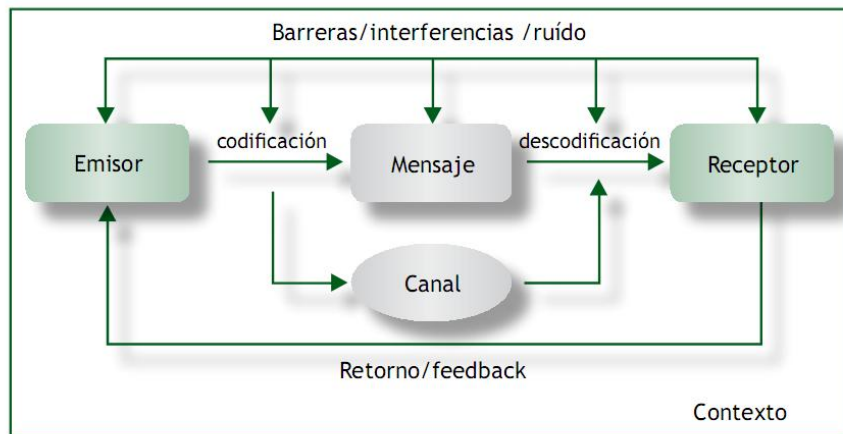 Barreras/interferencias /ruído
codificación
descodificación
Emisor
Mensaje
Receptor
Canal
Retorno/feedback
Contexto